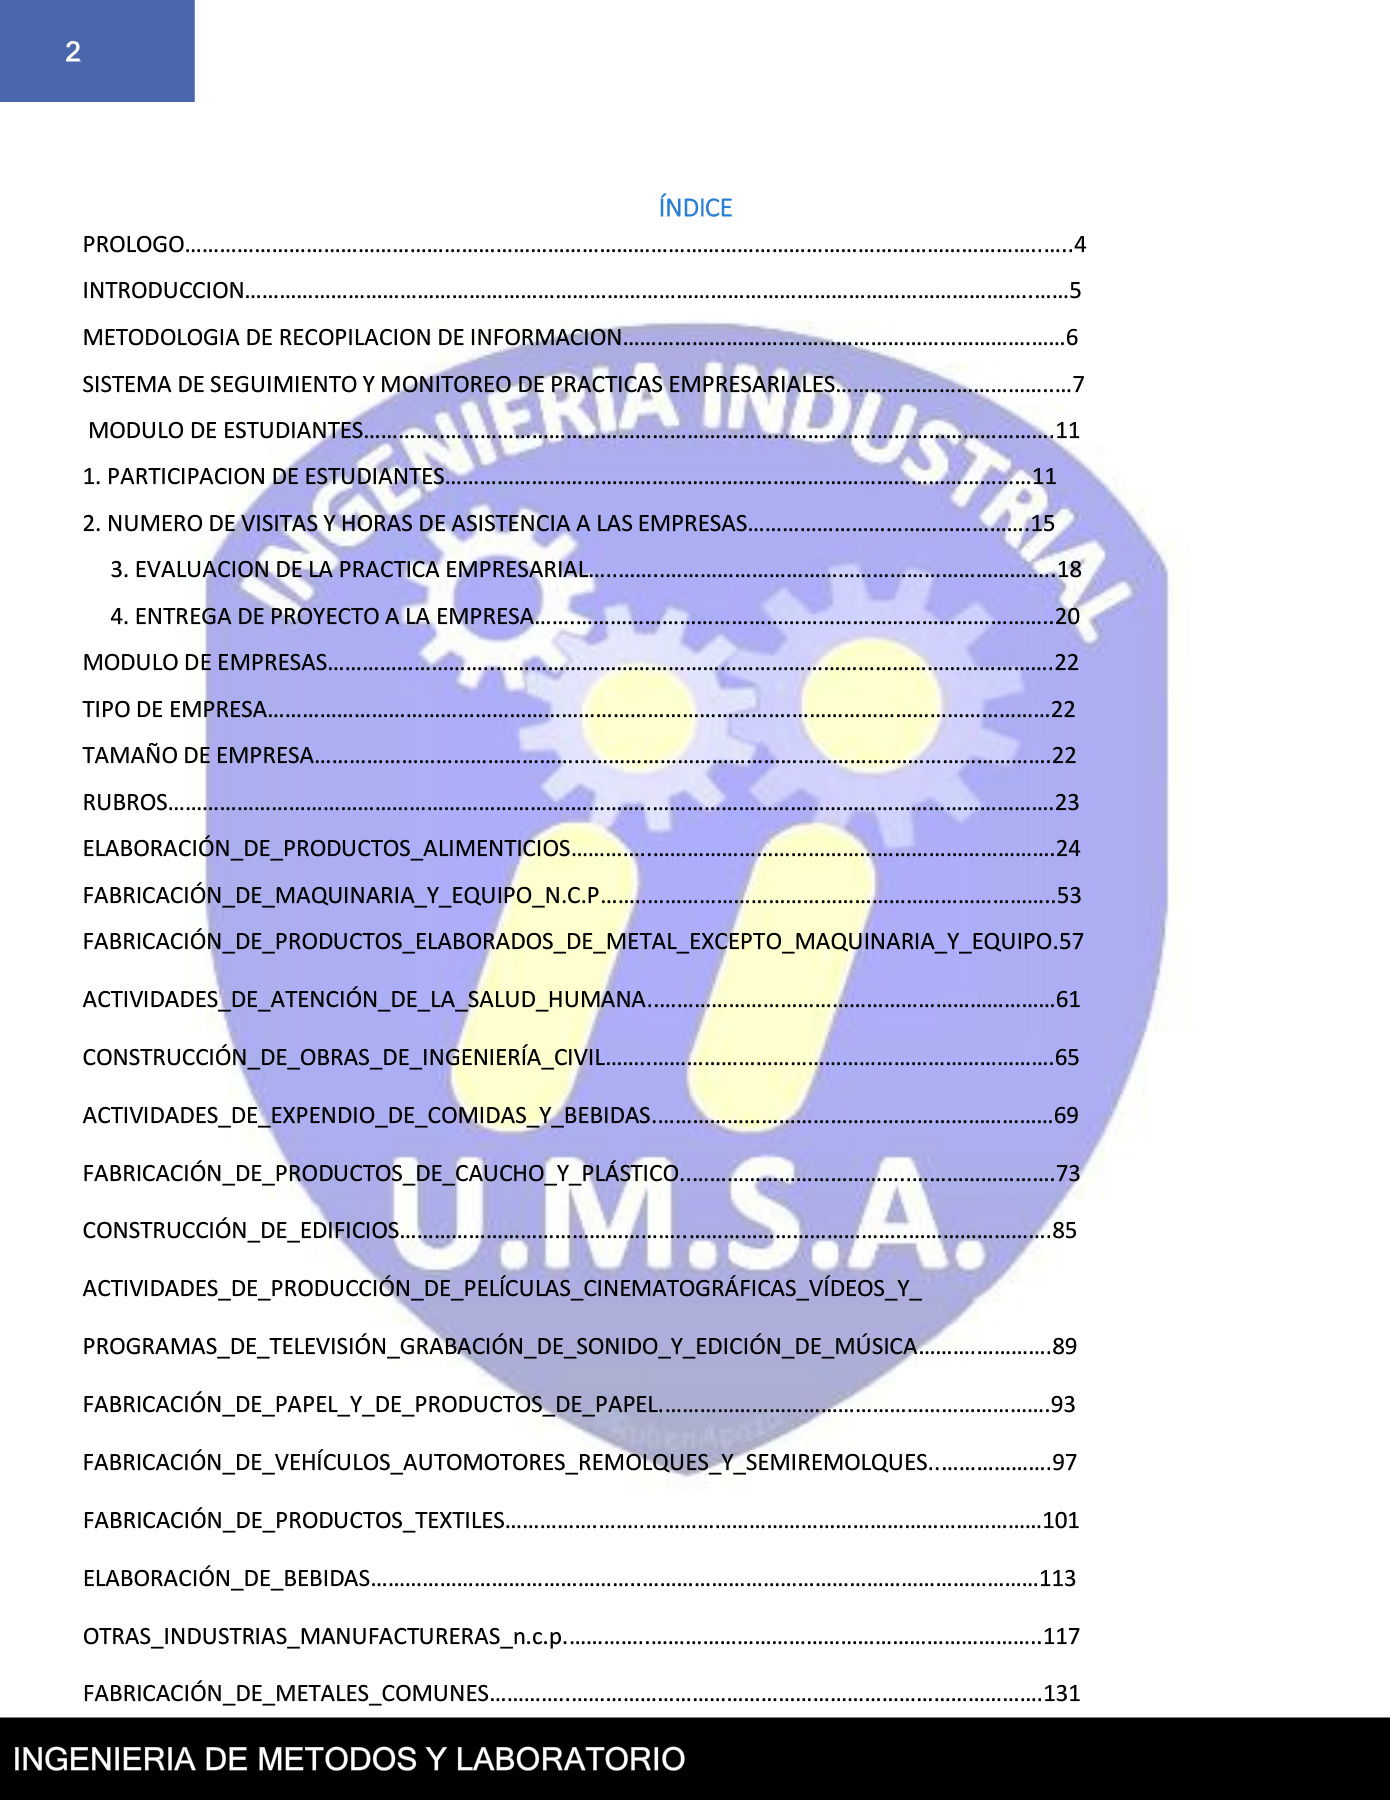 2
ÍNDICE
PROLOGO..........4
INTRODUCCION..........5
METODOLOGIA DE RECOPILACION DE INFORMACION..........6
SISTEMA DE SEGUIMIENTO Y MONITOREO DE PRACTICAS EMPRESARIALES..........7
MODULO DE ESTUDIANTES..........11
1. PARTICIPACION DE ESTUDIANTES..........11
2. NUMERO DE VISITAS Y HORAS DE ASISTENCIA A LAS EMPRESAS..........15
3. EVALUACION DE LA PRACTICA EMPRESARIAL..........18
4. ENTREGA DE PROYECTO A LA EMPRESA..........20
MODULO DE EMPRESAS..........22
TIPO DE EMPRESA..........22
TAMAÑO DE EMPRESA..........22
RUBROS..........23
ELABORACIÓN_DE_PRODUCTOS_ALIMENTICIOS..........24
FABRICACIÓN_DE_MAQUINARIA_Y_EQUIPO_N.C.P..........53
FABRICACIÓN_DE_PRODUCTOS_ELABORADOS_DE_METAL_EXCEPTO_MAQUINARIA_Y_EQUIPO.57
ACTIVIDADES_DE_ATENCIÓN_DE_LA_SALUD_HUMANA..........61
CONSTRUCCIÓN_DE_OBRAS_DE_INGENIERÍA_CIVIL..........65
ACTIVIDADES_DE_EXPENDIO_DE_COMIDAS_Y_BEBIDAS..........69
FABRICACIÓN_DE_PRODUCTOS_DE_CAUCHO_Y_PLÁSTICO..........73
CONSTRUCCIÓN_DE_EDIFICIOS..........85
ACTIVIDADES_DE_PRODUCCIÓN_DE_PELÍCULAS_CINEMATOGRÁFICAS_VÍDEOS_Y_
PROGRAMAS_DE_TELEVISIÓN_GRABACIÓN_DE_SONIDO_Y_EDICIÓN_DE_MÚSICA..........89
FABRICACIÓN_DE_PAPEL_Y_DE_PRODUCTOS_DE_PAPEL..........93
FABRICACIÓN_DE_VEHÍCULOS_AUTOMOTORES_REMOLQUES_Y_SEMIREMOLQUES..........97
FABRICACIÓN_DE_PRODUCTOS_TEXTILES..........101
ELABORACIÓN_DE_BEBIDAS..........113
OTRAS_INDUSTRIAS_MANUFACTURERAS_n.c.p...........117
FABRICACIÓN_DE_METALES_COMUNES..........131
INGENIERIA INDUSTRIAL
U.M.S.A.
INGENIERIA DE METODOS Y LABORATORIO